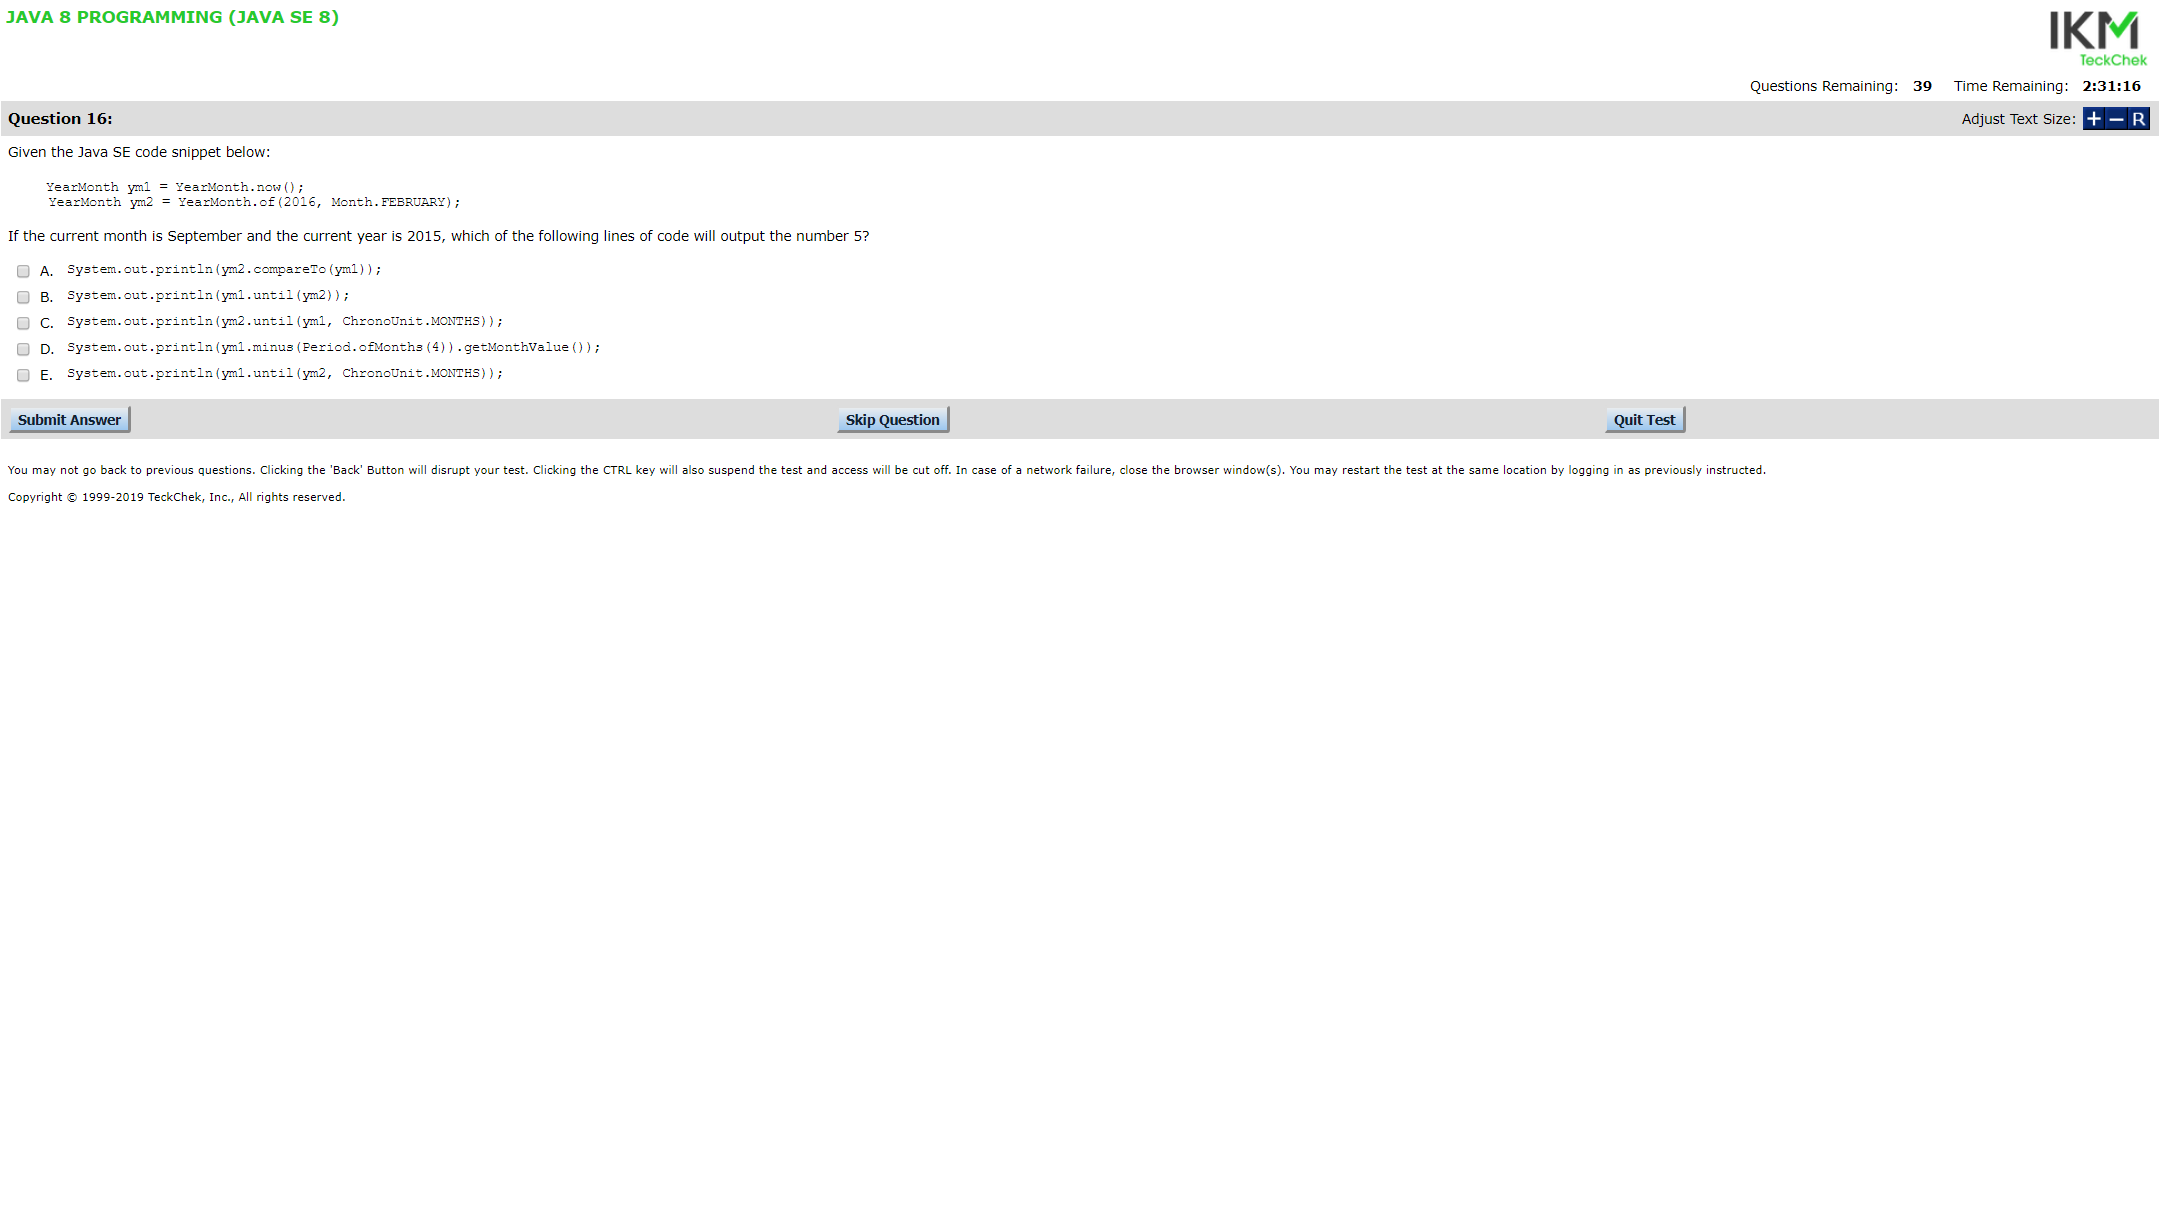 JAVA 8 PROGRAMMING (JAVA SE 8)
IKM
TeckChek
Questions Remaining: 39 Time Remaining: 2:31:16
Question 16:
Adjust Text Size: + − R
Given the Java SE code snippet below:
YearMonth ym1 = YearMonth.now();
YearMonth ym2 = YearMonth.of(2016, Month.FEBRUARY);
If the current month is September and the current year is 2015, which of the following lines of code will output the number 5?
A. System.out.println(ym2.compareTo(ym1));
B. System.out.println(ym1.until(ym2));
C. System.out.println(ym2.until(ym1, ChronoUnit.MONTHS));
D. System.out.println(ym1.minus(Period.ofMonths(4)).getMonthValue());
E. System.out.println(ym1.until(ym2, ChronoUnit.MONTHS));
Submit Answer Skip Question Quit Test
You may not go back to previous questions. Clicking the 'Back' Button will disrupt your test. Clicking the CTRL key will also suspend the test and access will be cut off. In case of a network failure, close the browser window(s). You may restart the test at the same location by logging in as previously instructed.
Copyright © 1999-2019 TeckChek, Inc., All rights reserved.